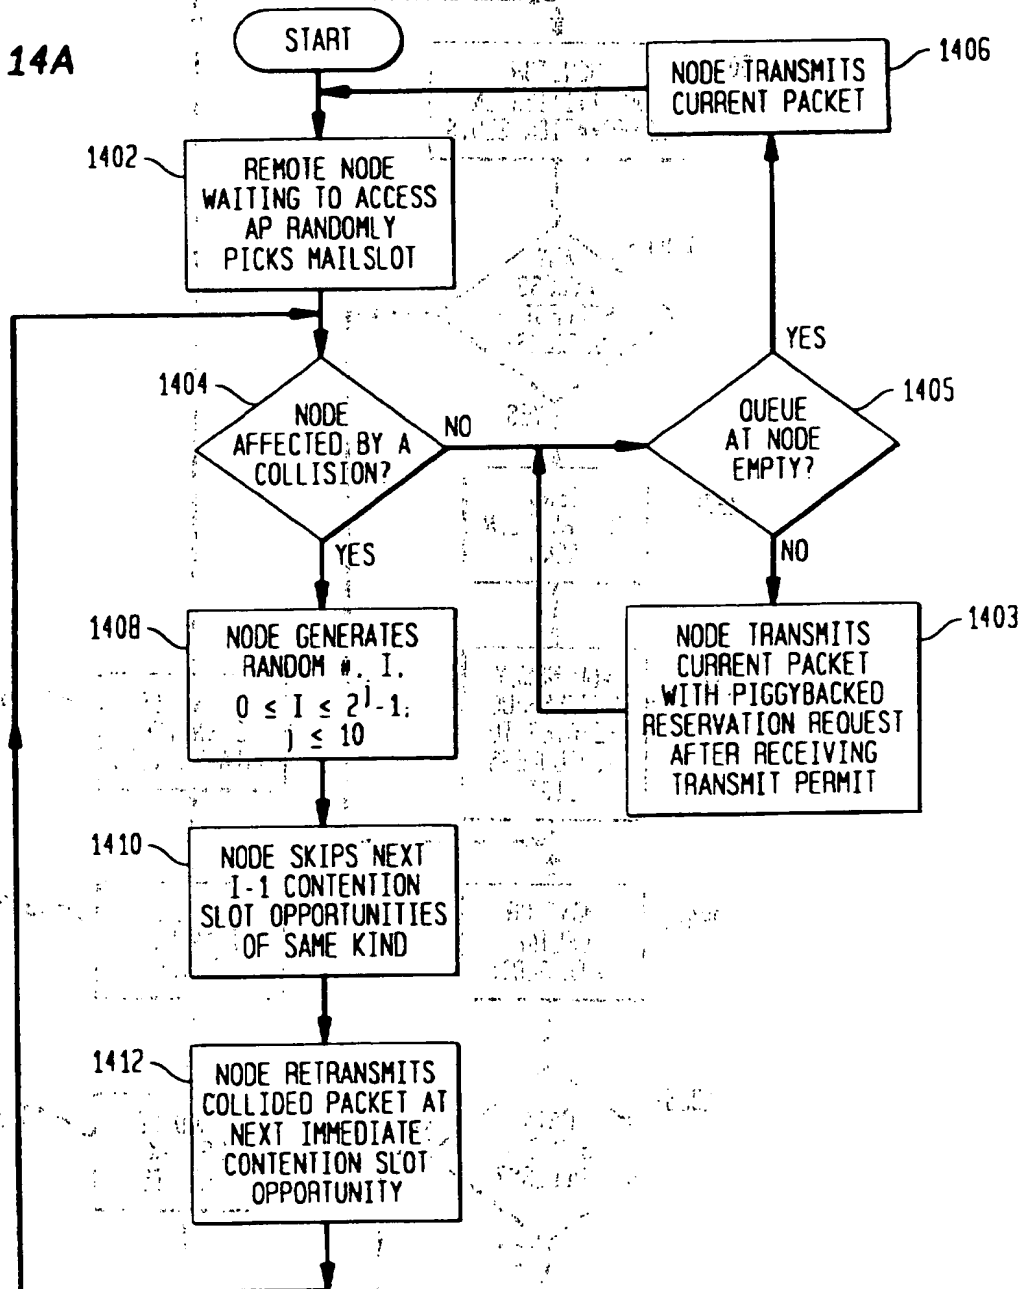 14A
START
NODE TRANSMITS
CURRENT PACKET
1406
1402
REMOTE NODE
WAITING TO ACCESS
AP RANDOMLY
PICKS MAILSLOT
1404
NODE
AFFECTED BY A
COLLISION?
NO
YES
1405
QUEUE
AT NODE
EMPTY?
YES
NO
1408
NODE GENERATES
RANDOM #, I,
0 ≤ I ≤ 2^j-1;
j ≤ 10
1403
NODE TRANSMITS
CURRENT PACKET
WITH PIGGYBACKED
RESERVATION REQUEST
AFTER RECEIVING
TRANSMIT PERMIT
1410
NODE SKIPS NEXT
I-1 CONTENTION
SLOT OPPORTUNITIES
OF SAME KIND
1412
NODE RETRANSMITS
COLLIDED PACKET AT
NEXT IMMEDIATE
CONTENTION SLOT
OPPORTUNITY